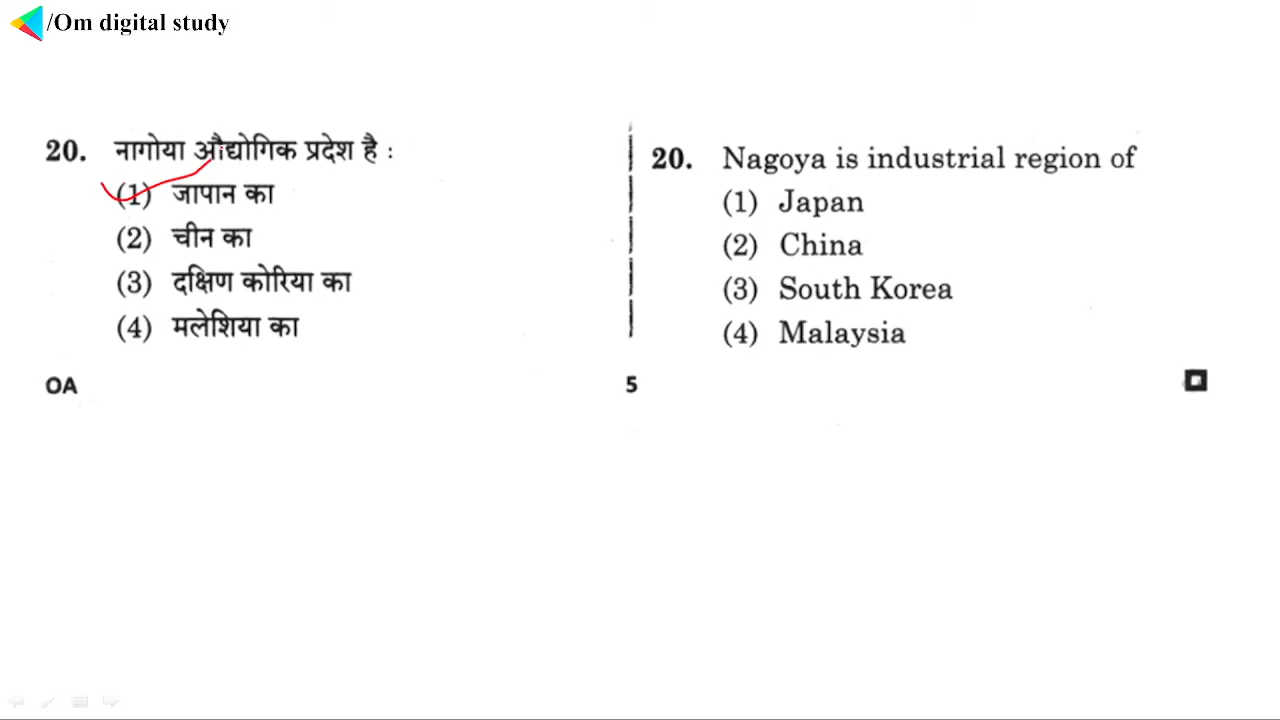 /Om digital study
20. नागोया औद्योगिक प्रदेश है :
(1) जापान का
(2) चीन का
(3) दक्षिण कोरिया का
(4) मलेशिया का
OA
20. Nagoya is industrial region of
(1) Japan
(2) China
(3) South Korea
(4) Malaysia
5